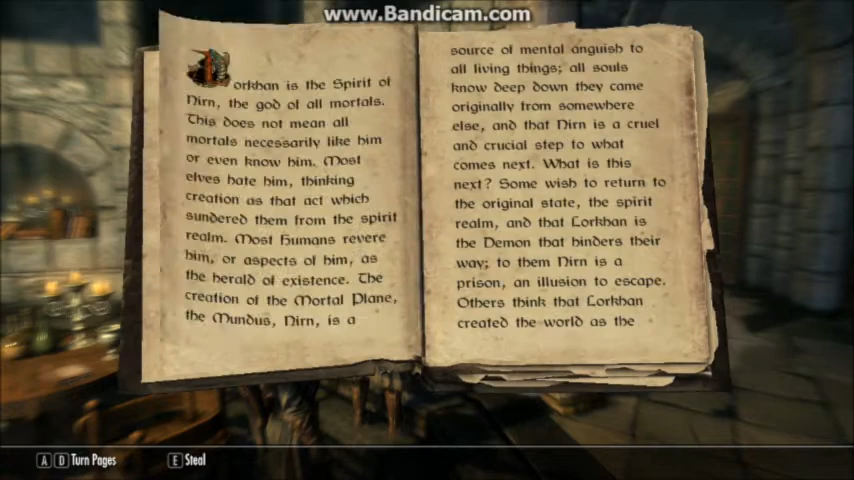 www.Bandicam.com
Lorkhan is the Spirit of
Nirn, the god of all mortals.
This does not mean all
mortals necessarily like him
or even know him. Most
elves hate him, thinking
creation as that act which
sundered them from the spirit
realm. Most Humans revere
him, or aspects of him, as
the herald of existence. The
creation of the Mortal Plane,
the Mundus, Nirn, is a
source of mental anguish to
all living things; all souls
know deep down they came
originally from somewhere
else, and that Nirn is a cruel
and crucial step to what
comes next. What is this
next? Some wish to return to
the original state, the spirit
realm, and that Lorkhan is
the Demon that hinders their
way; to them Nirn is a
prison, an illusion to escape.
Others think that Lorkhan
created the world as the
A D Turn Pages
E Steal